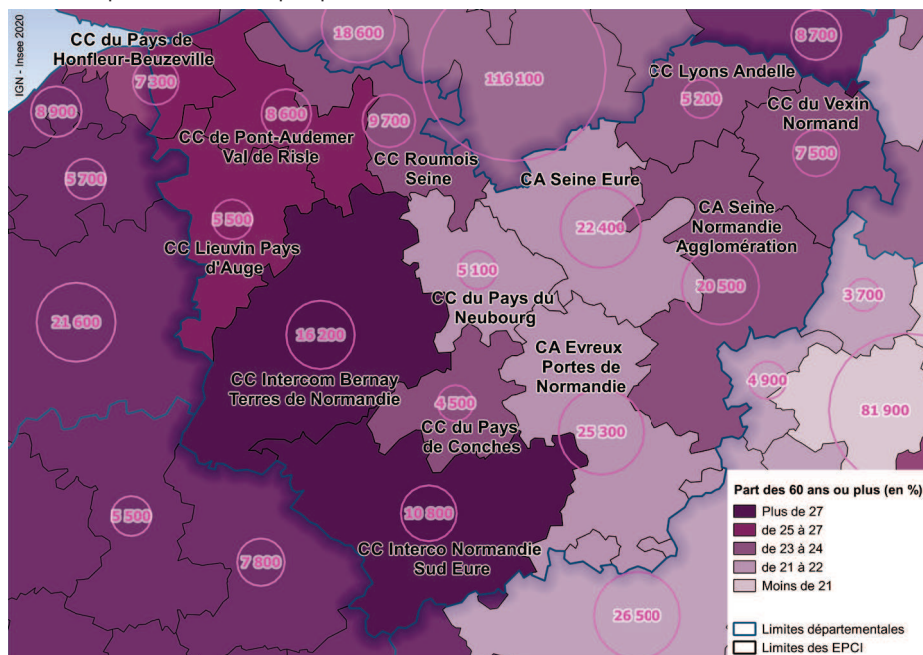 IGN - Insee 2020
CC du Pays de
Honfleur-Beuzeville
7 300
8 900
18 600
116 100
8 700
CC Lyons Andelle
5 200
CC du Vexin
Normand
7 500
8 600
CC de Pont-Audemer
Val de Risle
9 700
CC Roumois
Seine
5 700
CA Seine Eure
22 400
CA Seine
Normandie
Agglomération
20 500
5 500
CC Lieuvin Pays
d'Auge
5 100
CC du Pays du
Neubourg
3 700
21 600
16 200
CC Intercom Bernay
Terres de Normandie
CA Evreux
Portes de
Normandie
25 300
4 900
81 900
4 500
CC du Pays
de Conches
5 500
10 800
CC Interco Normandie
Sud Eure
7 800
26 500
Part des 60 ans ou plus (en %)
Plus de 27
de 25 à 27
de 23 à 24
de 21 à 22
Moins de 21
Limites départementales
Limites des EPCI